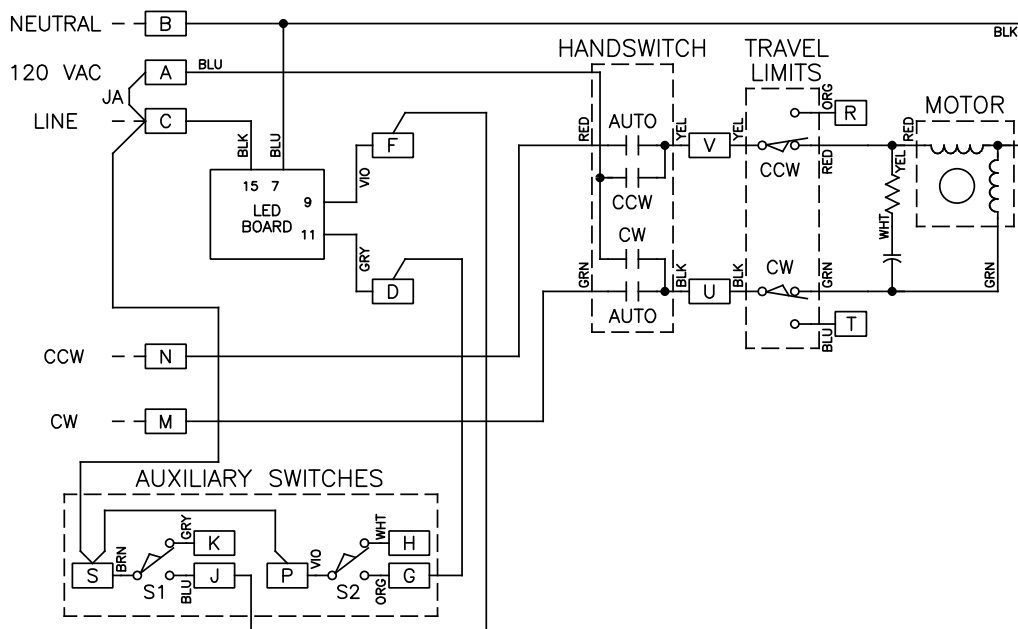 NEUTRAL B
BLK
120 VAC A BLU
JA
LINE C
BLK
BLU
15 7
LED
BOARD
9
11
VIO
F
GRY
D
HANDSWITCH
AUTO
RED
CCW
CW
GRN
AUTO
YEL
V
YEL
BLK
U
BLK
TRAVEL
LIMITS
ORG
R
CCW
RED
CW
GRN
BLU
T
MOTOR
RED
YEL
WHT
GRN
CCW N
CW M
AUXILIARY SWITCHES
S
BRN
S1
GRY
K
BLU
J
P
VIO
S2
WHT
H
ORG
G